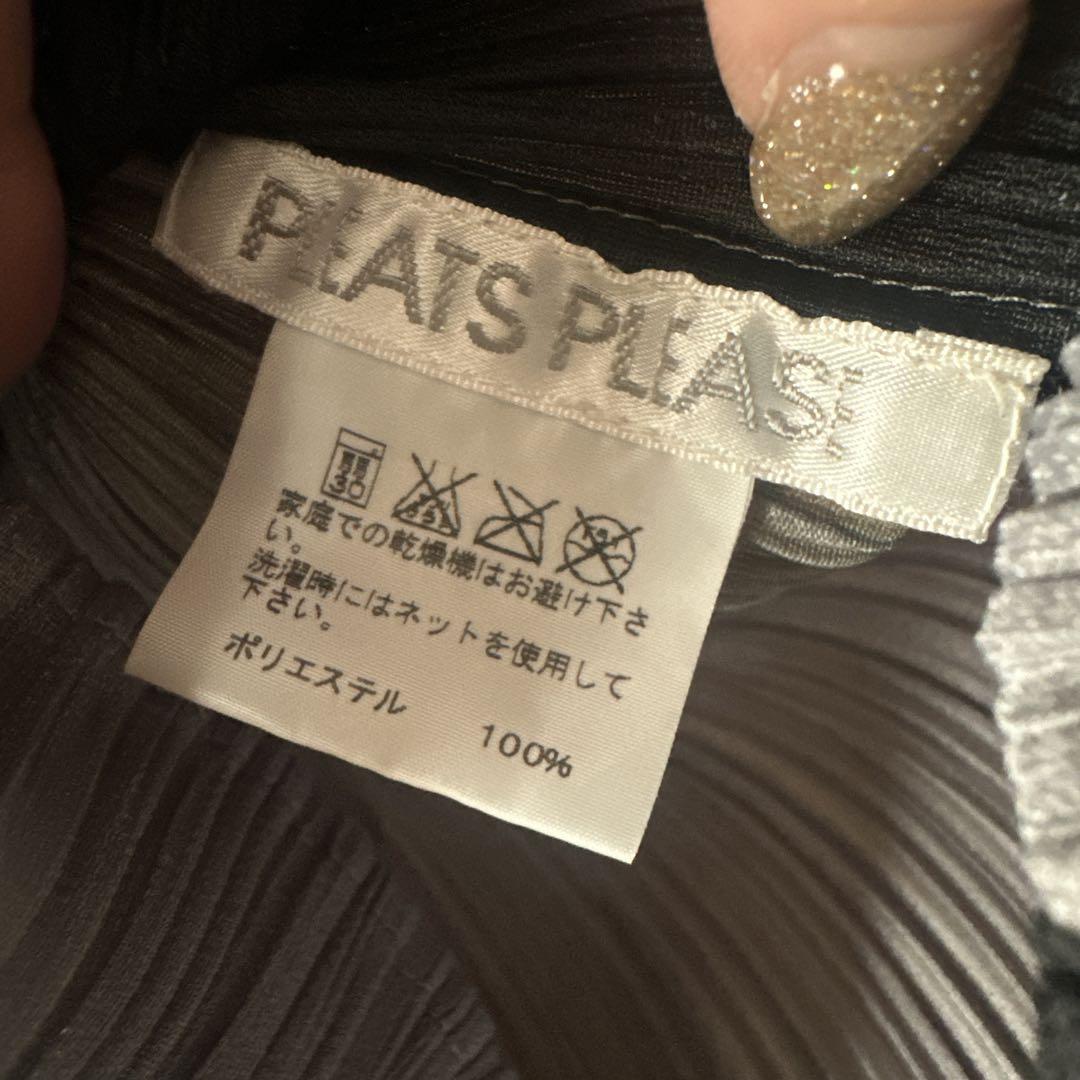 PLEATS PLEASE
弱
30
家庭での乾燥機はお避け下さ
い。
洗濯時にはネットを使用して
下さい。
ポリエステル
100%